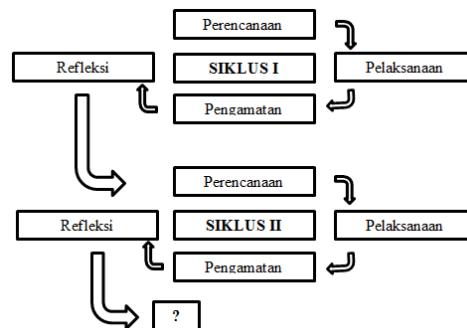 Perencanaan
Refleksi
SIKLUS I
Pelaksanaan
Pengamatan
Perencanaan
Refleksi
SIKLUS II
Pelaksanaan
Pengamatan
?